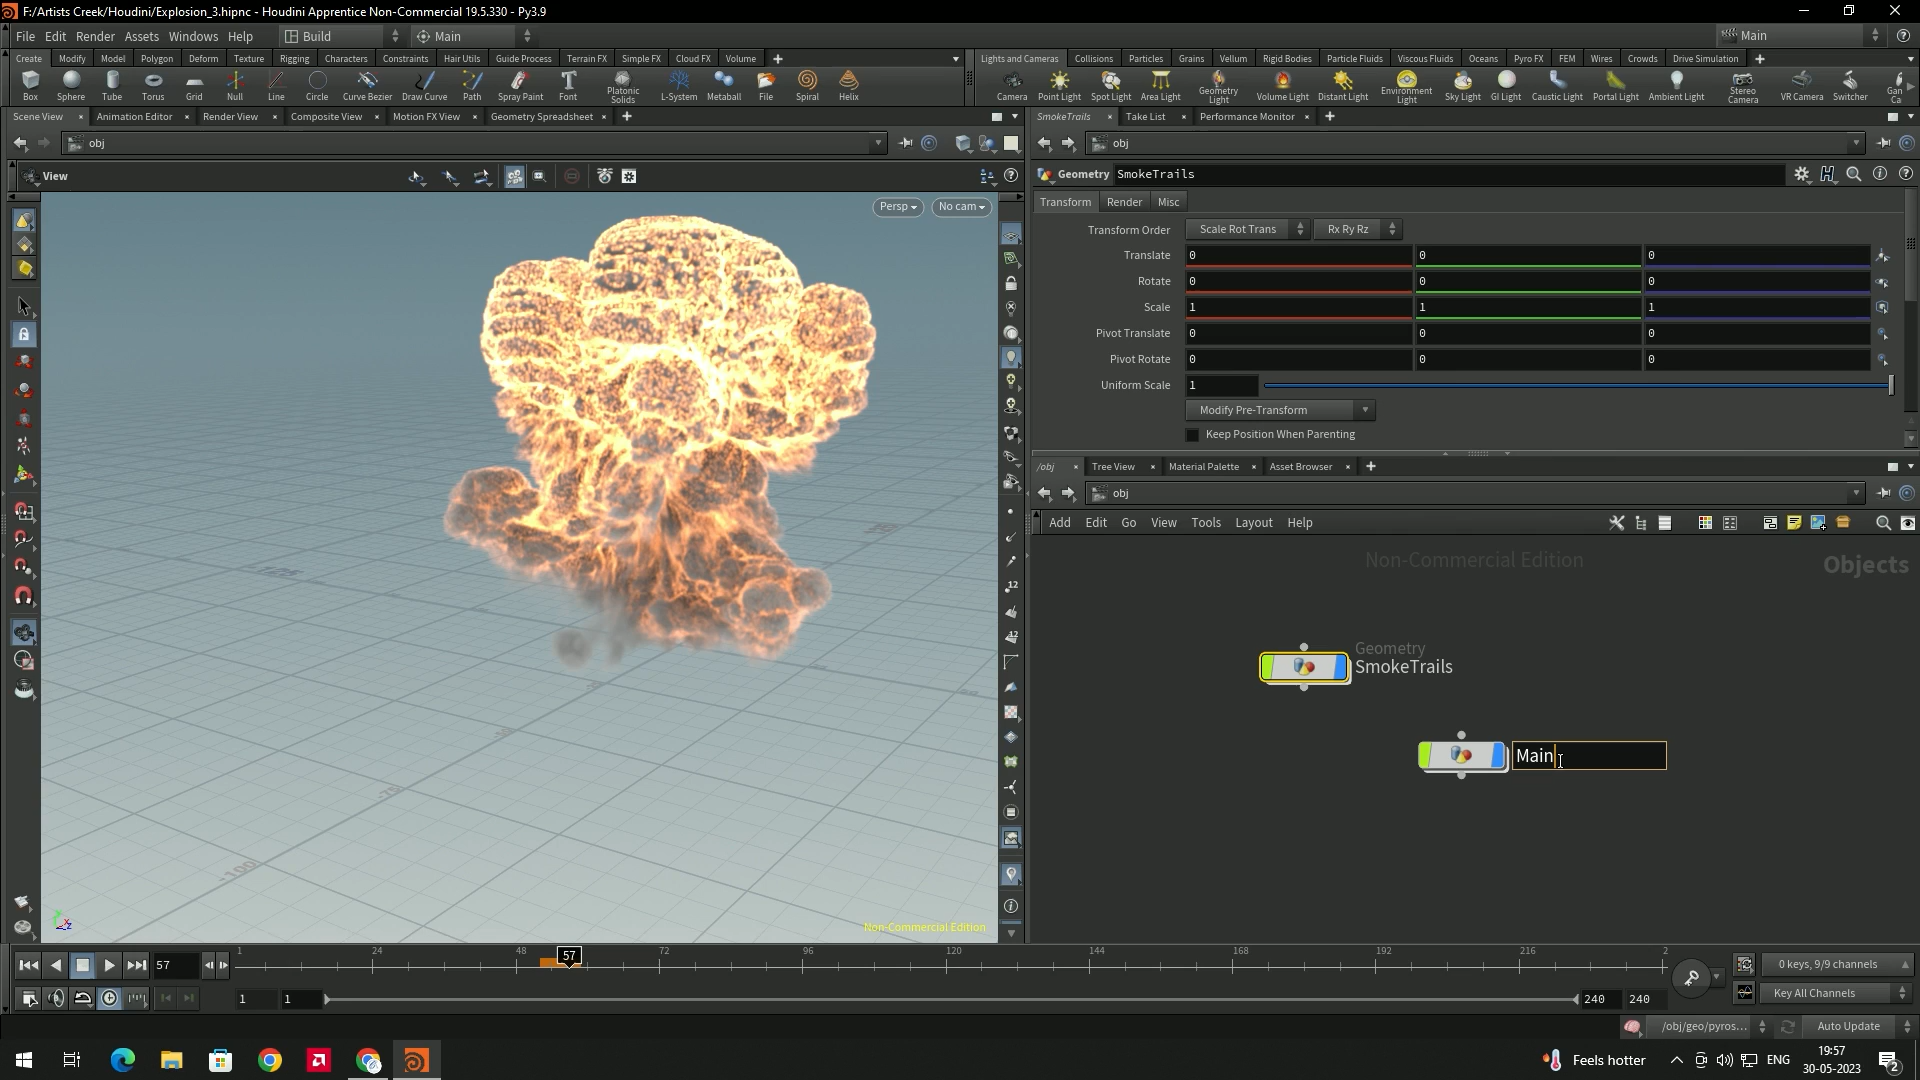 F:/Artists Creek/Houdini/Explosion_3.hipnc - Houdini Apprentice Non-Commercial 19.5.330 - Py3.9
File Edit Render Assets Windows Help Build Main Main
Create Modify Model Polygon Deform Texture Rigging Characters Constraints Hair Utils Guide Process Terrain FX Simple FX Cloud FX Volume
Lights and Cameras Collisions Particles Grains Vellum Rigid Bodies Particle Fluids Viscous Fluids Oceans Pyro FX FEM Wires Crowds Drive Simulation
Box Sphere Tube Torus Grid Null Line Circle Curve Bezier Draw Curve Path Spray Paint Font Platonic Solids L-System Metaball File Spiral Helix
Camera Point Light Spot Light Area Light Geometry Light Volume Light Distant Light Environment Light Sky Light GI Light Caustic Light Portal Light Ambient Light Stereo Camera VR Camera Switcher Gan Ca
Scene View Animation Editor Render View Composite View Motion FX View Geometry Spreadsheet
SmokeTrails Take List Performance Monitor
obj
obj
View
Geometry SmokeTrails
Persp No cam
Transform Render Misc
Transform Order Scale Rot Trans Rx Ry Rz
Translate 0 0 0
Rotate 0 0 0
Scale 1 1 1
Pivot Translate 0 0 0
Pivot Rotate 0 0 0
Uniform Scale 1
Modify Pre-Transform
Keep Position When Parenting
/obj Tree View Material Palette Asset Browser
obj
Add Edit Go View Tools Layout Help
Non-Commercial Edition
Objects
Geometry
SmokeTrails
Main
12
12
-100
Non-Commercial Edition
1 24 48 57 72 96 120 144 168 192 216 2
57
0 keys, 9/9 channels
1 1 240 240
Key All Channels
/obj/geo/pyros...
Auto Update
Feels hotter
ENG
19:57
30-05-2023
2